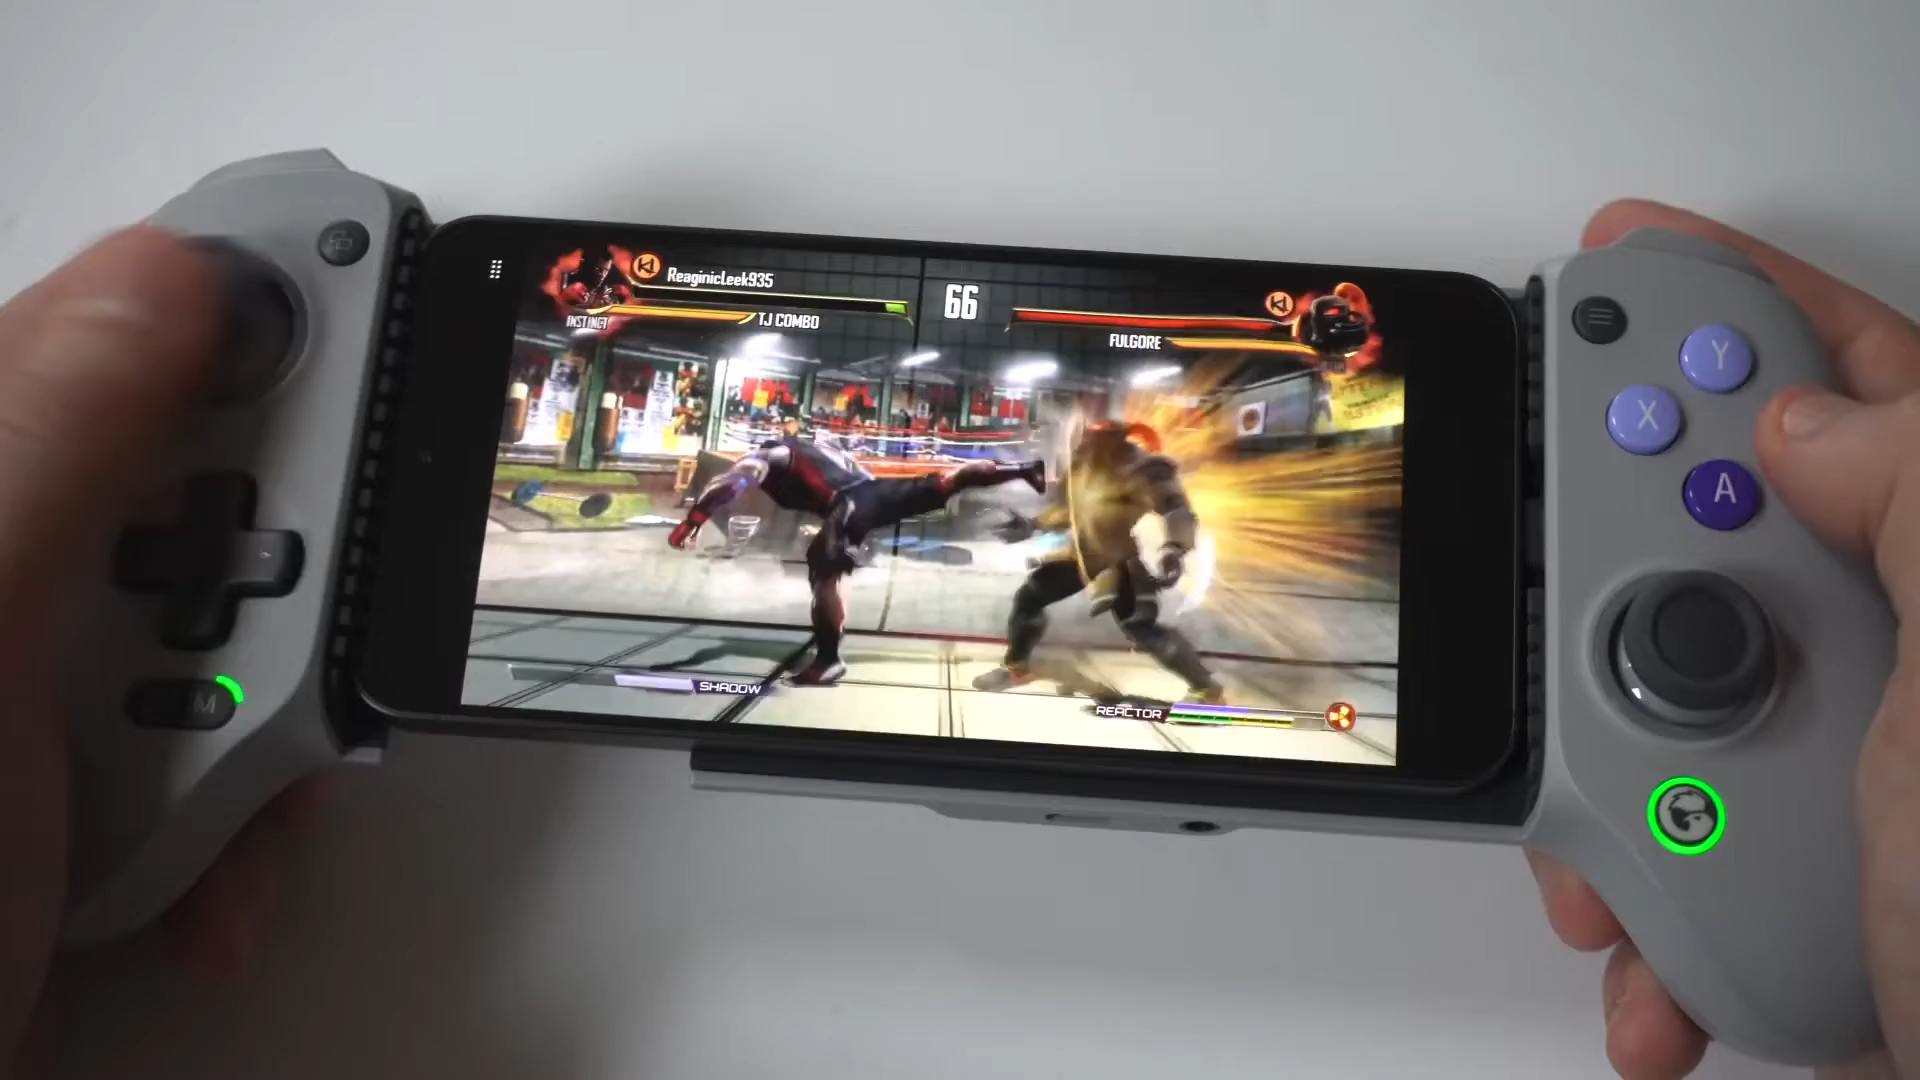 ReaginicLeek935
66
INSTINCT
TJ COMBO
FULGORE
SHADOW
REACTOR
Y
X
A
M